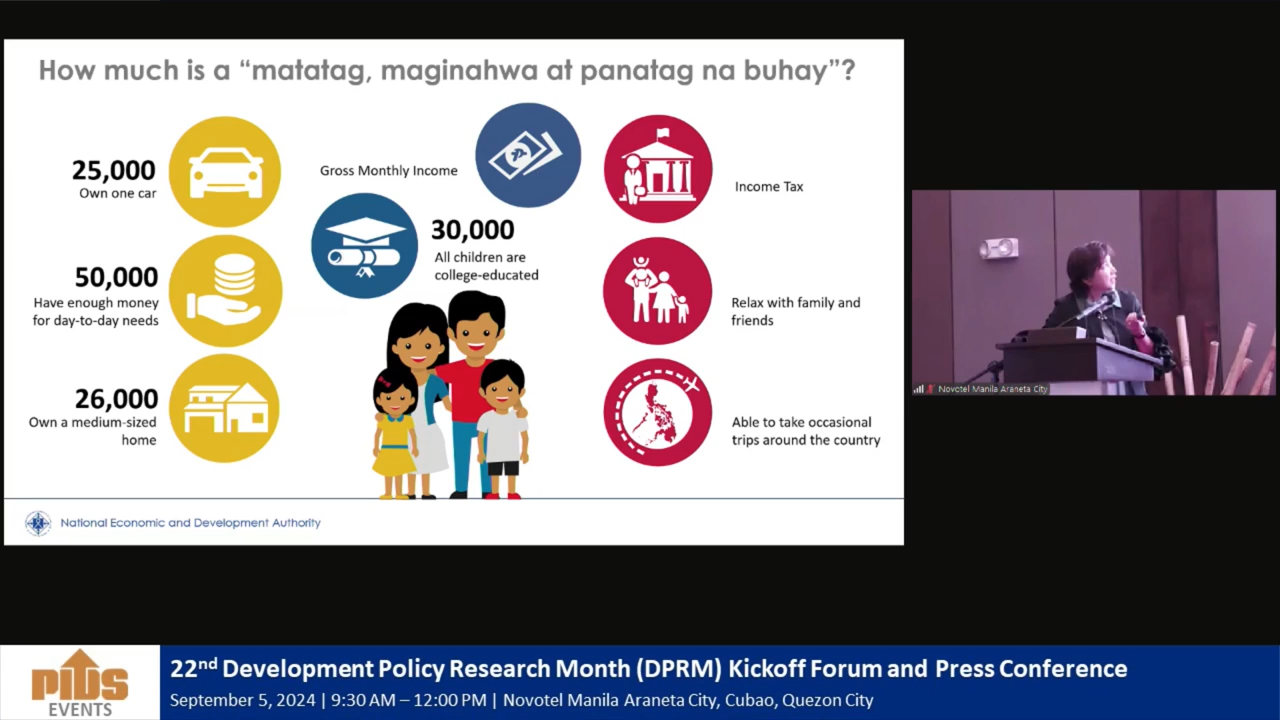 How much is a “matatag, maginahwa at panatag na buhay”?
25,000
Own one car
50,000
Have enough money
for day-to-day needs
26,000
Own a medium-sized
home
Gross Monthly Income
30,000
All children are
college-educated
Income Tax
Relax with family and
friends
Able to take occasional
trips around the country
National Economic and Development Authority
Novotel Manila Araneta City
PIDS
EVENTS
22nd Development Policy Research Month (DPRM) Kickoff Forum and Press Conference
September 5, 2024 | 9:30 AM – 12:00 PM | Novotel Manila Araneta City, Cubao, Quezon City